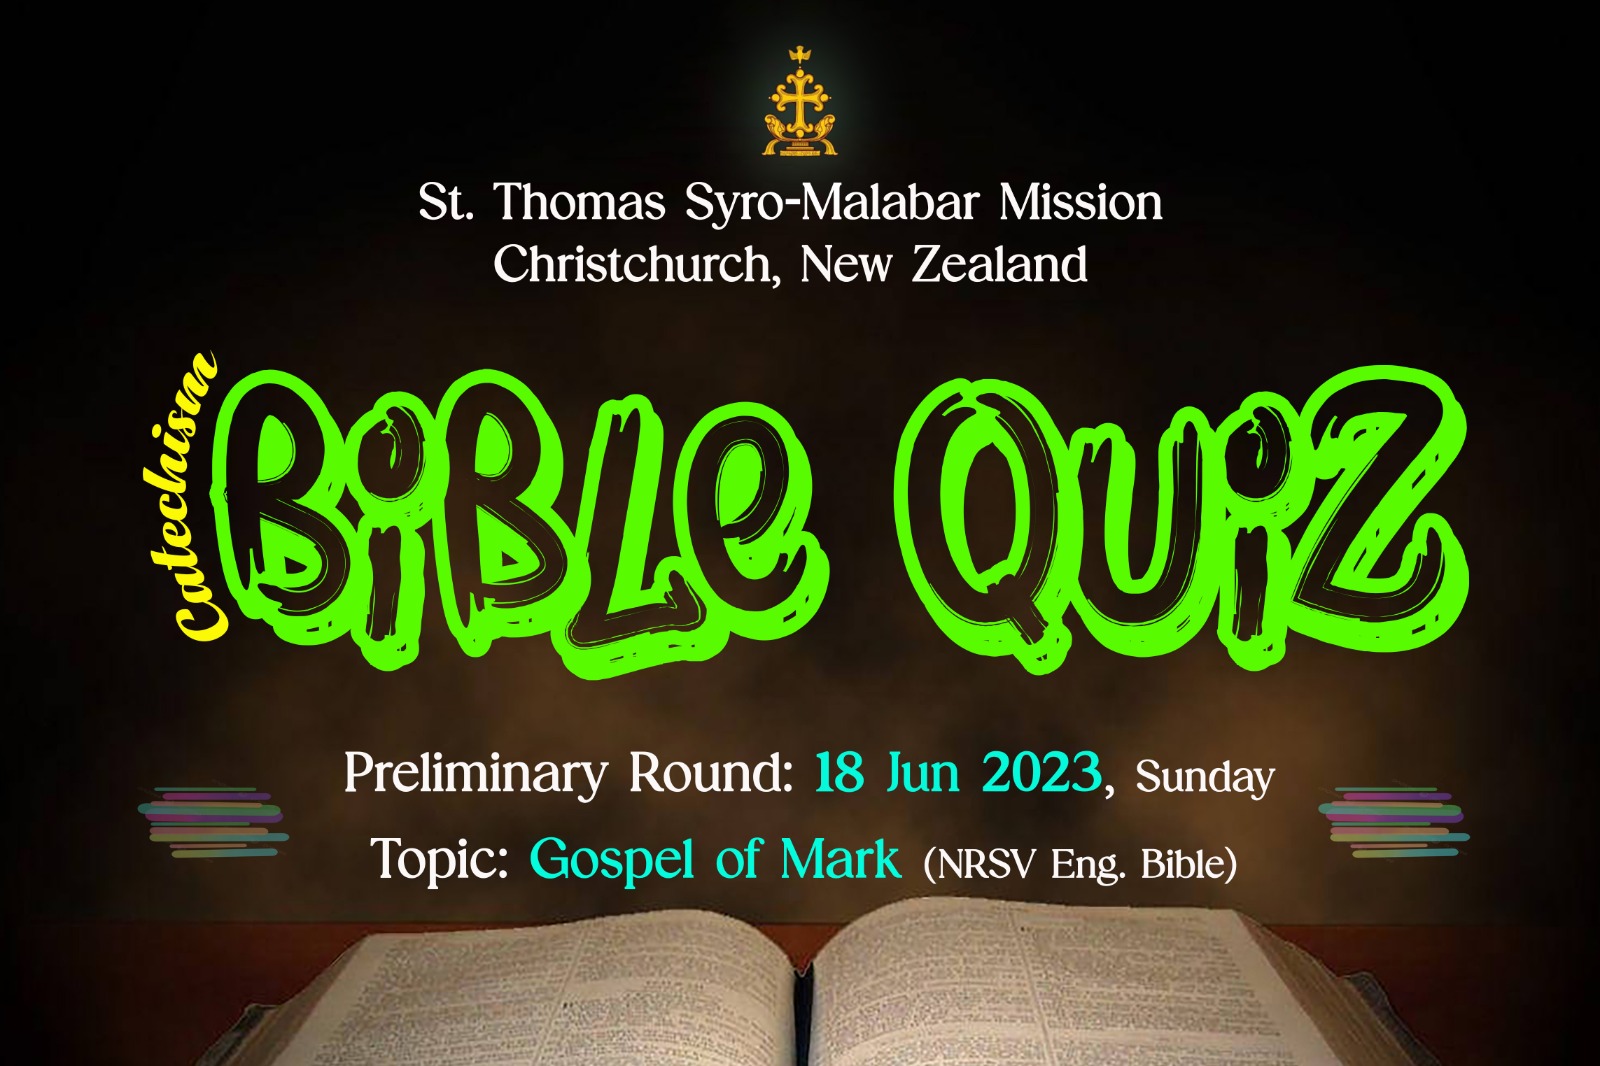 St. Thomas Syro-Malabar Mission
Christchurch, New Zealand
Catechism
BiBLe QuiZ
Preliminary Round: 18 Jun 2023, Sunday
Topic: Gospel of Mark (NRSV Eng. Bible)